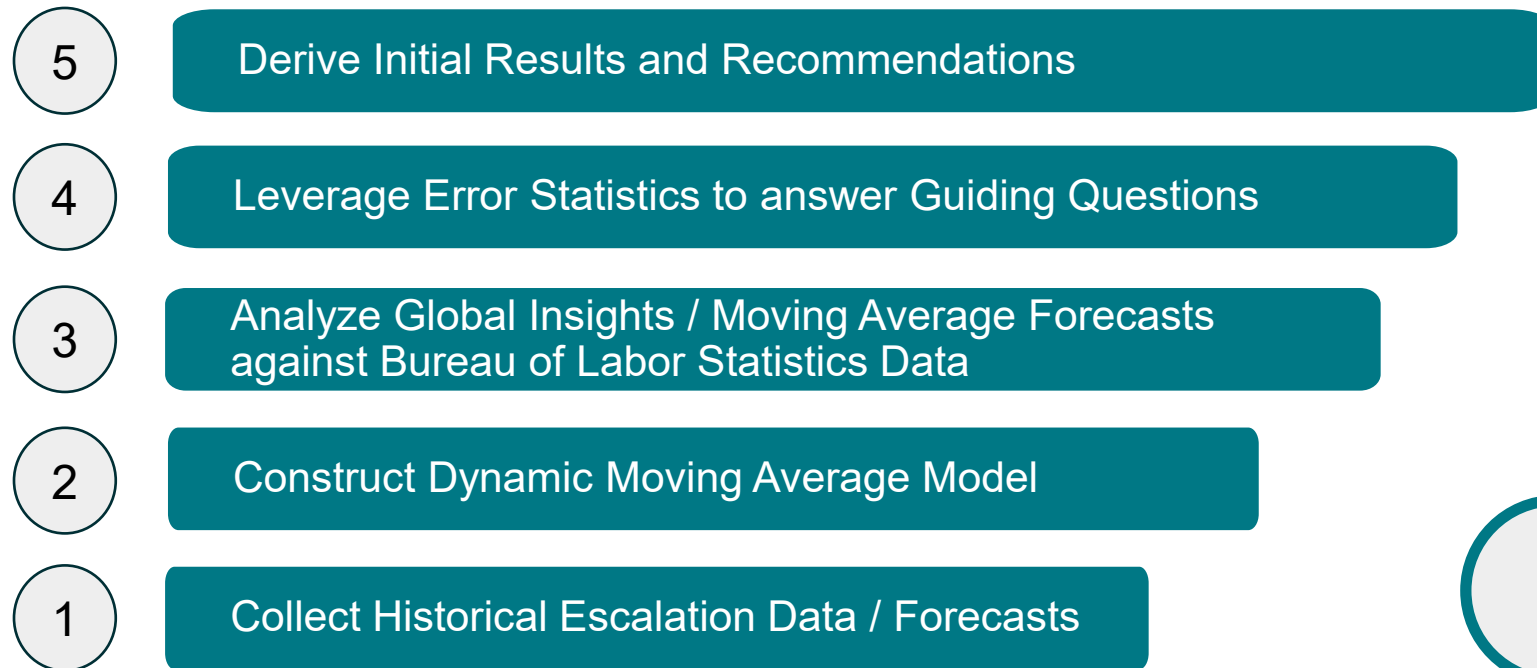 5
Derive Initial Results and Recommendations
4
Leverage Error Statistics to answer Guiding Questions
3
Analyze Global Insights / Moving Average Forecasts
against Bureau of Labor Statistics Data
2
Construct Dynamic Moving Average Model
1
Collect Historical Escalation Data / Forecasts